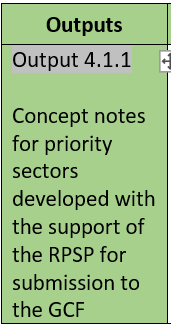 Outputs
Output 4.1.1
Concept notes
for priority
sectors
developed with
the support of
the RPSP for
submission to
the GCF